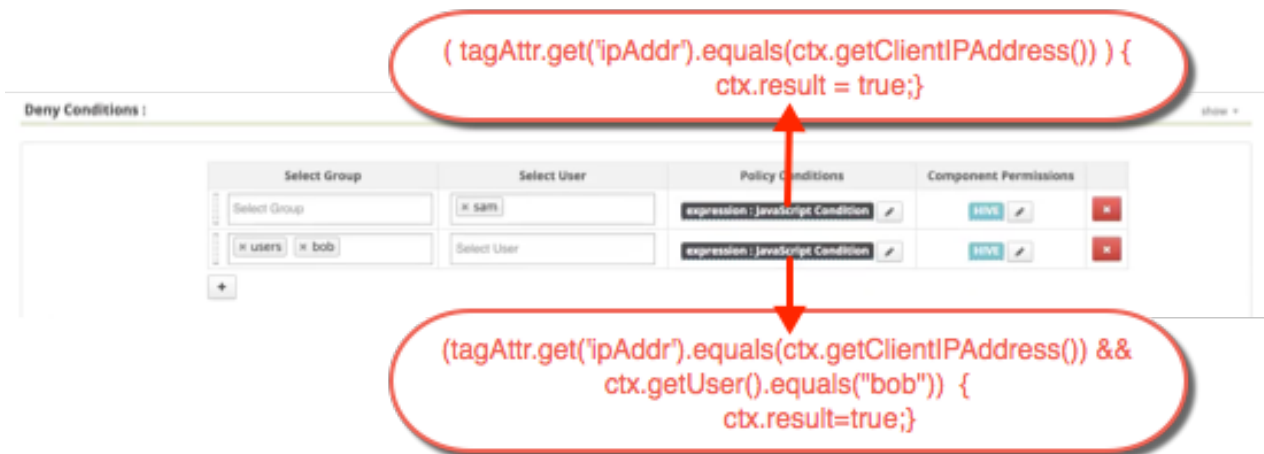 ( tagAttr.get('ipAddr').equals(ctx.getClientIPAddress()) ) {
ctx.result = true;}
Deny Conditions :
show
Select Group Select User Policy Conditions Component Permissions
Select Group × sam expression : JavaScript Condition HIVE ×
× users × bob Select User expression : JavaScript Condition HIVE ×
+
(tagAttr.get('ipAddr').equals(ctx.getClientIPAddress()) &&
ctx.getUser().equals("bob")) {
ctx.result=true;}